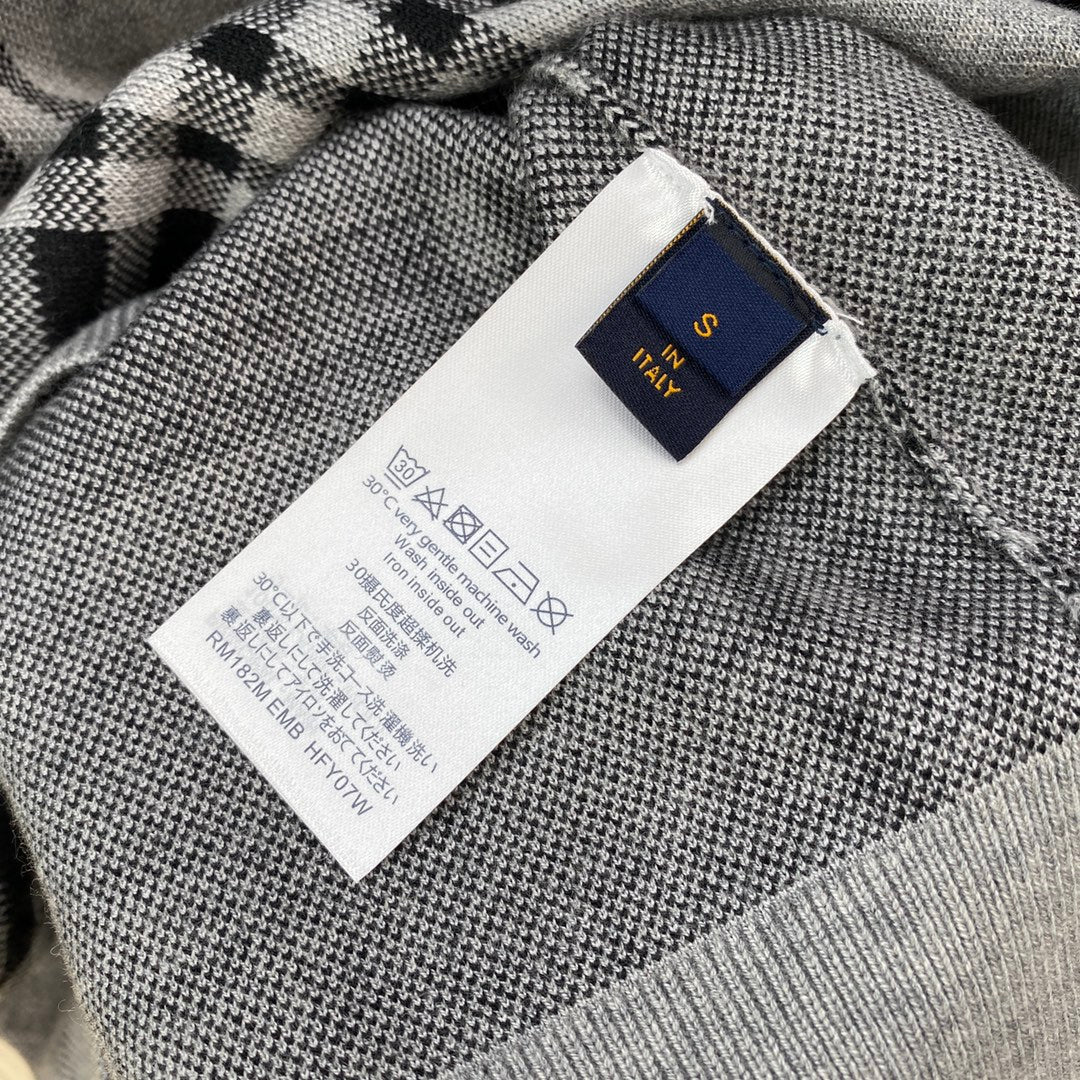 S
IN
ITALY
30
30°C very gentle machine wash
Wash inside out
Iron inside out
30摄氏度超揉机洗
反面洗涤
反面熨烫
30°C以下で手洗コース洗濯機洗い
裏返しにして洗濯してください
裏返しにしてアイロンをおててください
RM182M EMB HFY07W